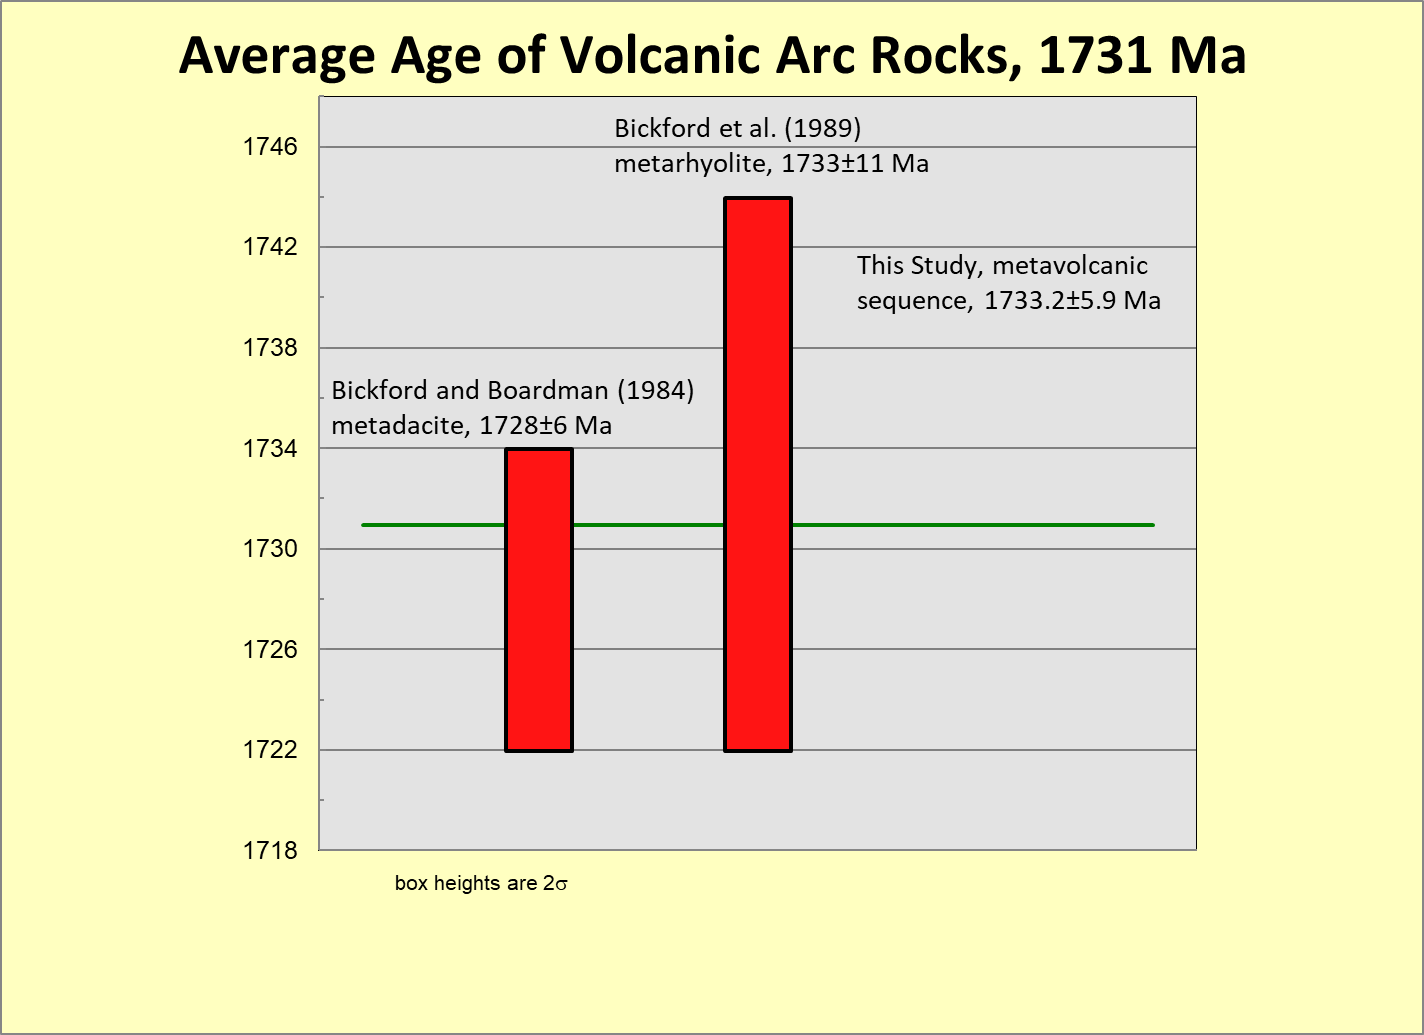 Average Age of Volcanic Arc Rocks, 1731 Ma
1746
1742
1738
1734
1730
1726
1722
1718
Bickford et al. (1989)
metarhyolite, 1733±11 Ma
This Study, metavolcanic
sequence, 1733.2±5.9 Ma
Bickford and Boardman (1984)
metadacite, 1728±6 Ma
box heights are 2σ